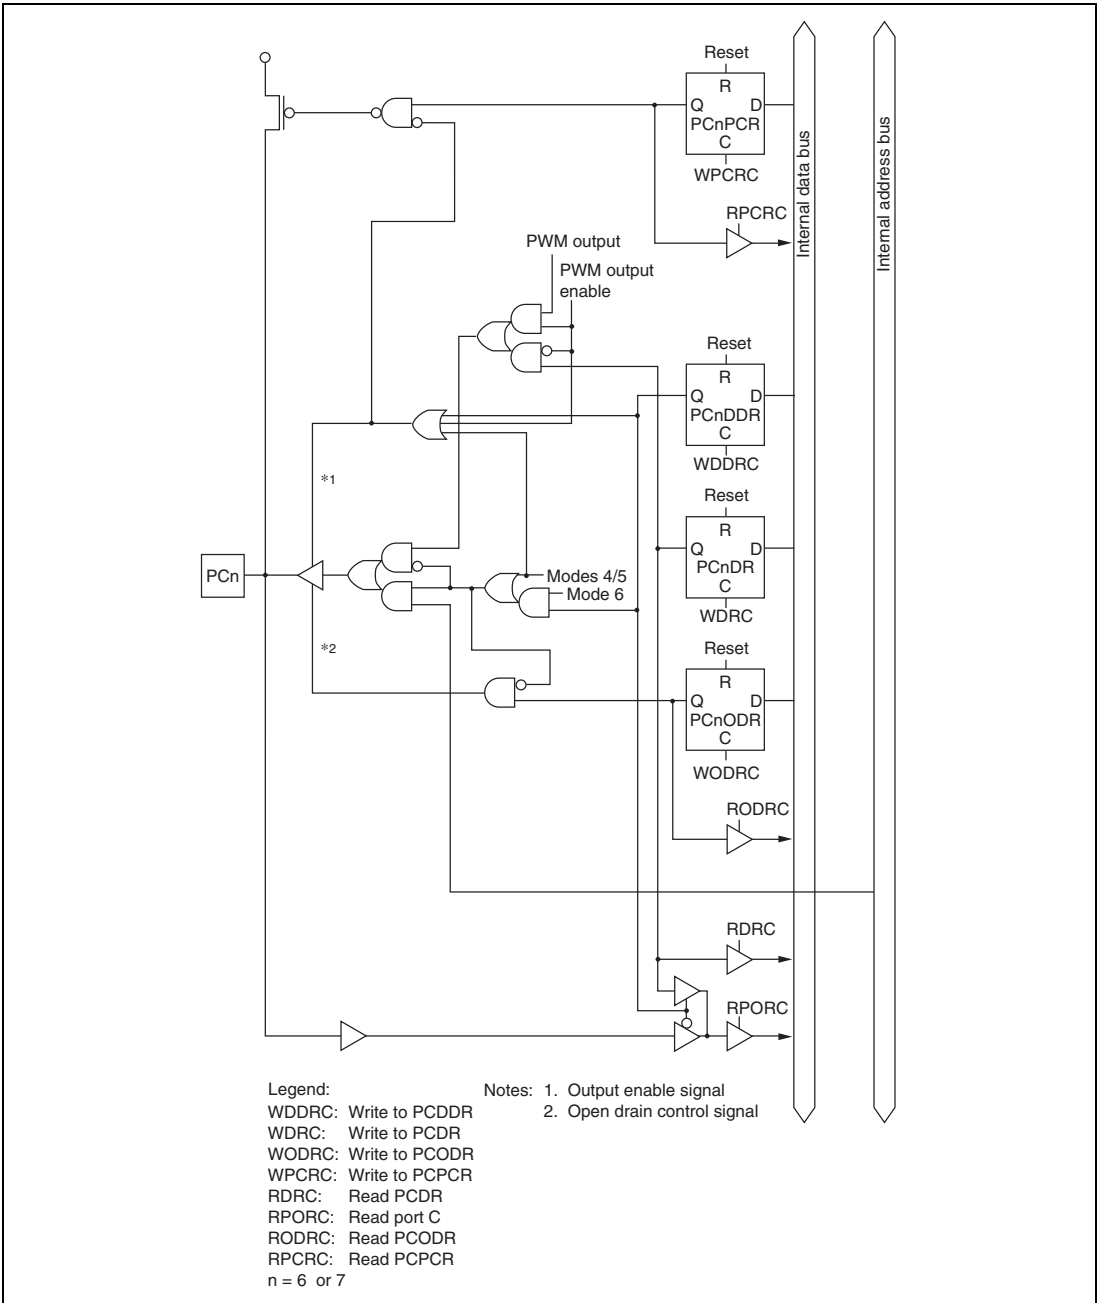 Reset
R
Q D
PCnPCR
C
WPCRC
RPCRC
Internal data bus
Internal address bus
PWM output
PWM output
enable
Reset
R
Q D
PCnDDR
C
WDDRC
*1
Reset
R
Q D
PCnDR
C
WDRC
PCn
Modes 4/5
Mode 6
*2
Reset
R
Q D
PCnODR
C
WODRC
RODRC
RDRC
RPORC
Legend:
WDDRC: Write to PCDDR
WDRC: Write to PCDR
WODRC: Write to PCODR
WPCRC: Write to PCPCR
RDRC: Read PCDR
RPORC: Read port C
RODRC: Read PCODR
RPCRC: Read PCPCR
n = 6 or 7
Notes: 1. Output enable signal
2. Open drain control signal